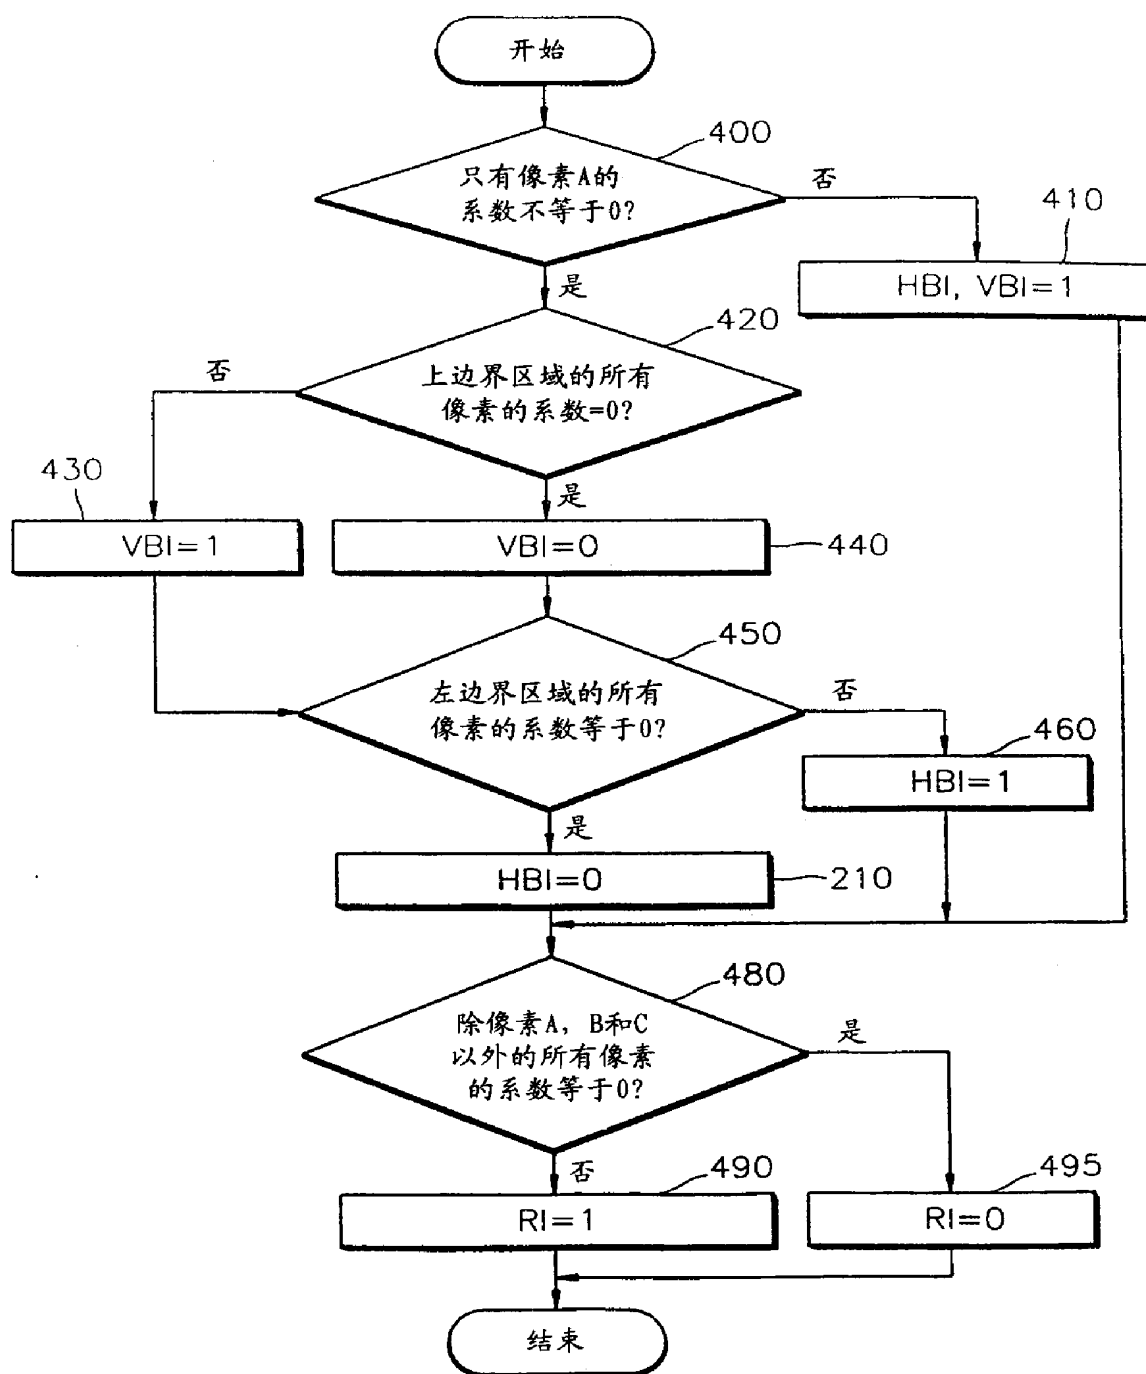 开始
400
只有像素A的
系数不等于0?
否
410
HBI, VBI=1
是
420
上边界区域的所有
像素的系数=0?
否
430
VBI=1
是
VBI=0
440
450
左边界区域的所有
像素的系数等于0?
否
460
HBI=1
是
HBI=0
210
480
除像素A, B和C
以外的所有像素
的系数等于0?
是
否
490
RI=1
495
RI=0
结束